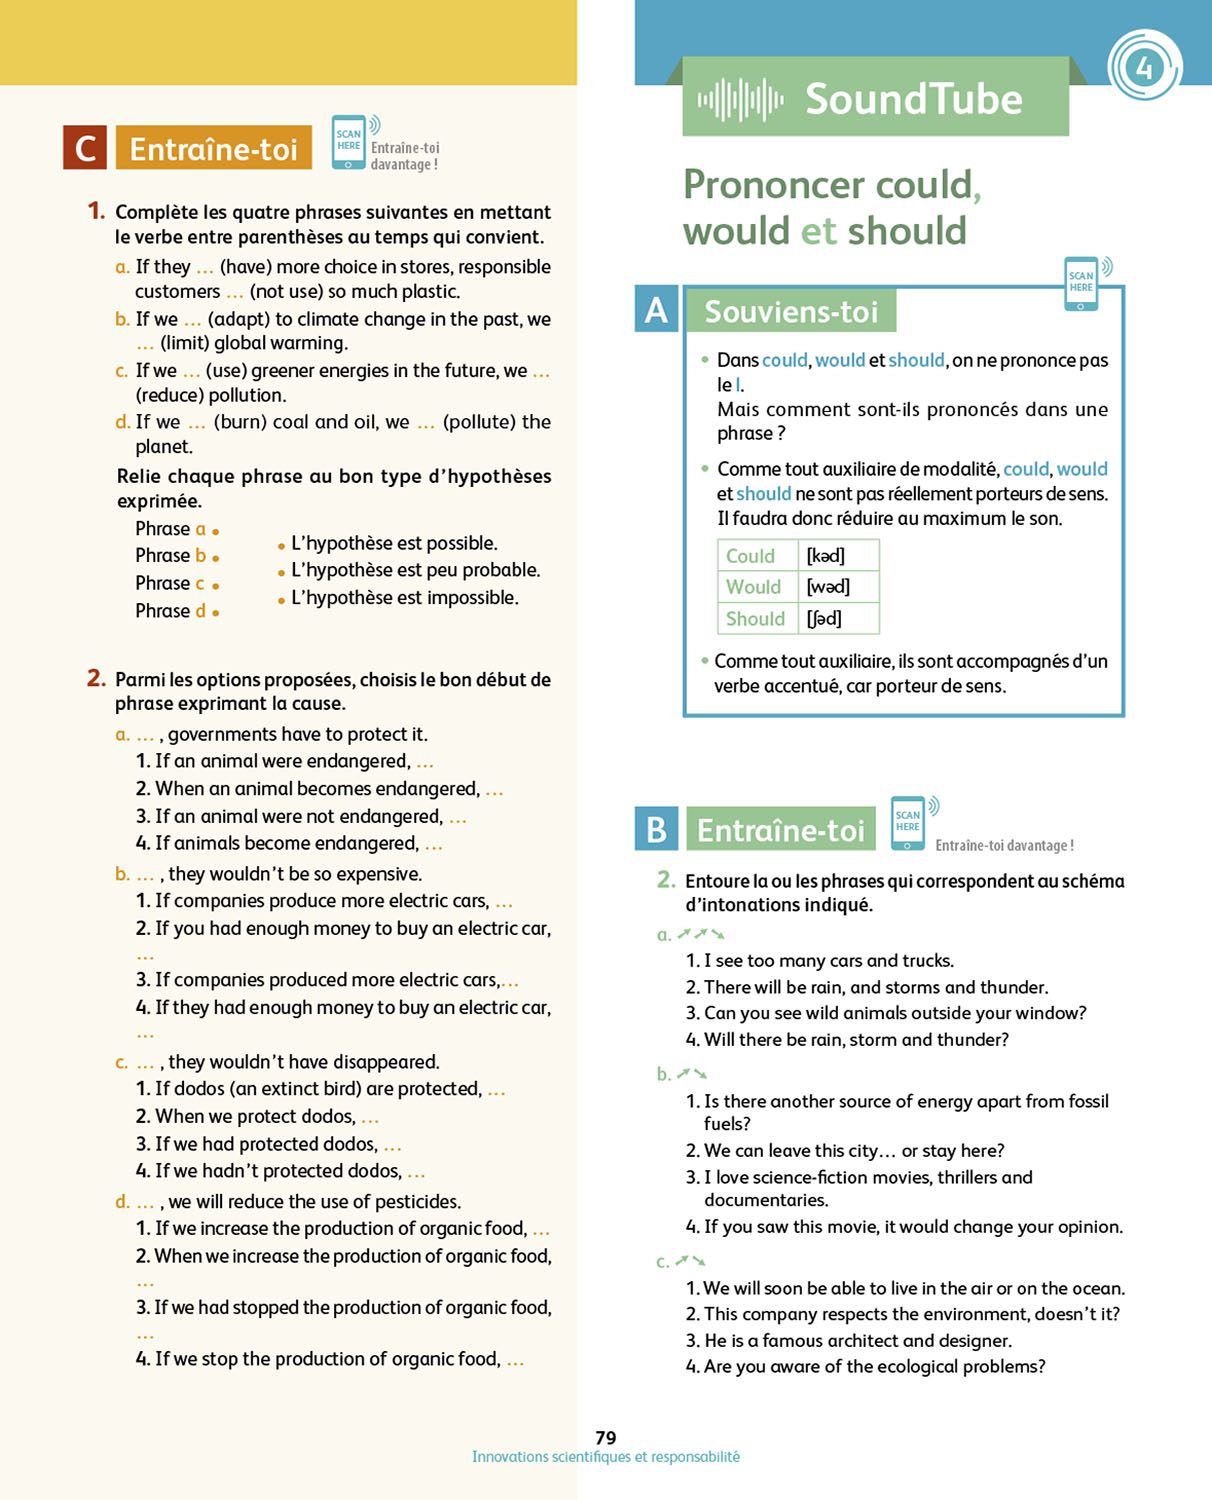 C Entraîne-toi
SCAN
HERE
Entraîne-toi
davantage !
1. Complète les quatre phrases suivantes en mettant
le verbe entre parenthèses au temps qui convient.
a. If they ... (have) more choice in stores, responsible
customers ... (not use) so much plastic.
b. If we ... (adapt) to climate change in the past, we
... (limit) global warming.
c. If we ... (use) greener energies in the future, we ...
(reduce) pollution.
d. If we ... (burn) coal and oil, we ... (pollute) the
planet.
Relie chaque phrase au bon type d'hypothèses
exprimée.
Phrase a •
Phrase b •
Phrase c •
Phrase d •
• L'hypothèse est possible.
• L'hypothèse est peu probable.
• L'hypothèse est impossible.
2. Parmi les options proposées, choisis le bon début de
phrase exprimant la cause.
a. ... , governments have to protect it.
1. If an animal were endangered, ...
2. When an animal becomes endangered, ...
3. If an animal were not endangered, ...
4. If animals become endangered, ...
b. ... , they wouldn't be so expensive.
1. If companies produce more electric cars, ...
2. If you had enough money to buy an electric car,
...
3. If companies produced more electric cars,...
4. If they had enough money to buy an electric car,
...
c. ... , they wouldn't have disappeared.
1. If dodos (an extinct bird) are protected, ...
2. When we protect dodos, ...
3. If we had protected dodos, ...
4. If we hadn't protected dodos, ...
d. ... , we will reduce the use of pesticides.
1. If we increase the production of organic food, ...
2. When we increase the production of organic food,
...
3. If we had stopped the production of organic food,
...
4. If we stop the production of organic food, ...
4
SoundTube
Prononcer could,
would et should
SCAN
HERE
A Souviens-toi
• Dans could, would et should, on ne prononce pas
le l.
Mais comment sont-ils prononcés dans une
phrase ?
• Comme tout auxiliaire de modalité, could, would
et should ne sont pas réellement porteurs de sens.
Il faudra donc réduire au maximum le son.
Could [kəd]
Would [wəd]
Should [ʃəd]
• Comme tout auxiliaire, ils sont accompagnés d'un
verbe accentué, car porteur de sens.
B Entraîne-toi
SCAN
HERE
Entraîne-toi davantage !
2. Entoure la ou les phrases qui correspondent au schéma
d'intonations indiqué.
a. ↗↗↘
1. I see too many cars and trucks.
2. There will be rain, and storms and thunder.
3. Can you see wild animals outside your window?
4. Will there be rain, storm and thunder?
b. ↗↘
1. Is there another source of energy apart from fossil
fuels?
2. We can leave this city... or stay here?
3. I love science-fiction movies, thrillers and
documentaries.
4. If you saw this movie, it would change your opinion.
c. ↗↘
1. We will soon be able to live in the air or on the ocean.
2. This company respects the environment, doesn't it?
3. He is a famous architect and designer.
4. Are you aware of the ecological problems?
79
Innovations scientifiques et responsabilité